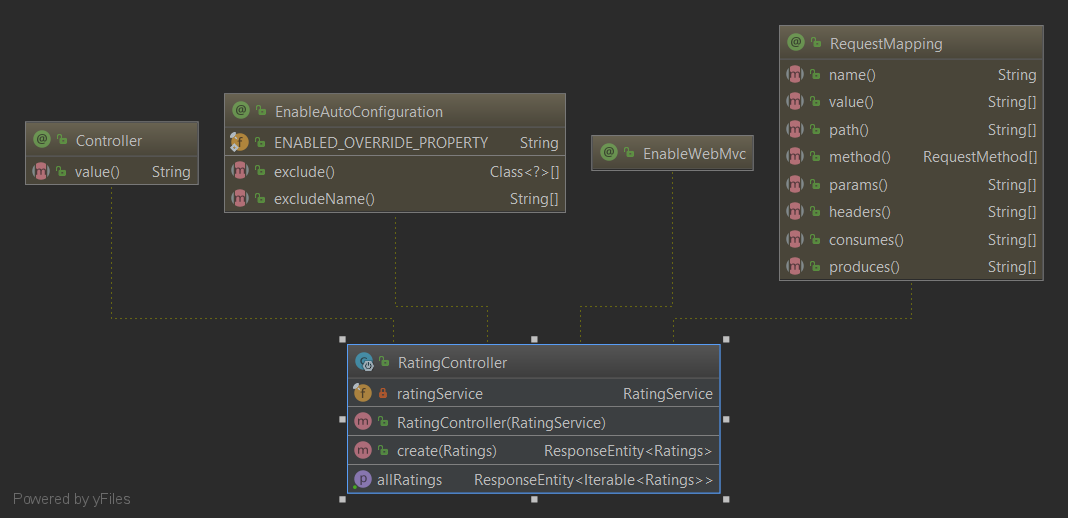 Controller
value() String
EnableAutoConfiguration
ENABLED_OVERRIDE_PROPERTY String
exclude() Class<?>[]
excludeName() String[]
EnableWebMvc
RequestMapping
name() String
value() String[]
path() String[]
method() RequestMethod[]
params() String[]
headers() String[]
consumes() String[]
produces() String[]
RatingController
ratingService RatingService
RatingController(RatingService)
create(Ratings) ResponseEntity<Ratings>
allRatings ResponseEntity<Iterable<Ratings>>
Powered by yFiles